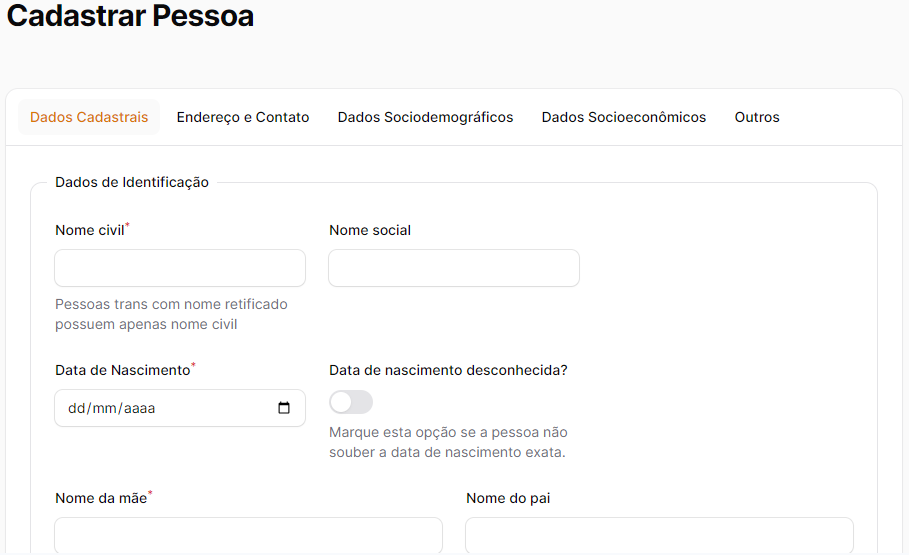 Cadastrar Pessoa
Dados Cadastrais Endereço e Contato Dados Sociodemográficos Dados Socioeconômicos Outros
Dados de Identificação
Nome civil* Nome social
Pessoas trans com nome retificado
possuem apenas nome civil
Data de Nascimento* Data de nascimento desconhecida?
dd/mm/aaaa
Marque esta opção se a pessoa não
souber a data de nascimento exata.
Nome da mãe* Nome do pai